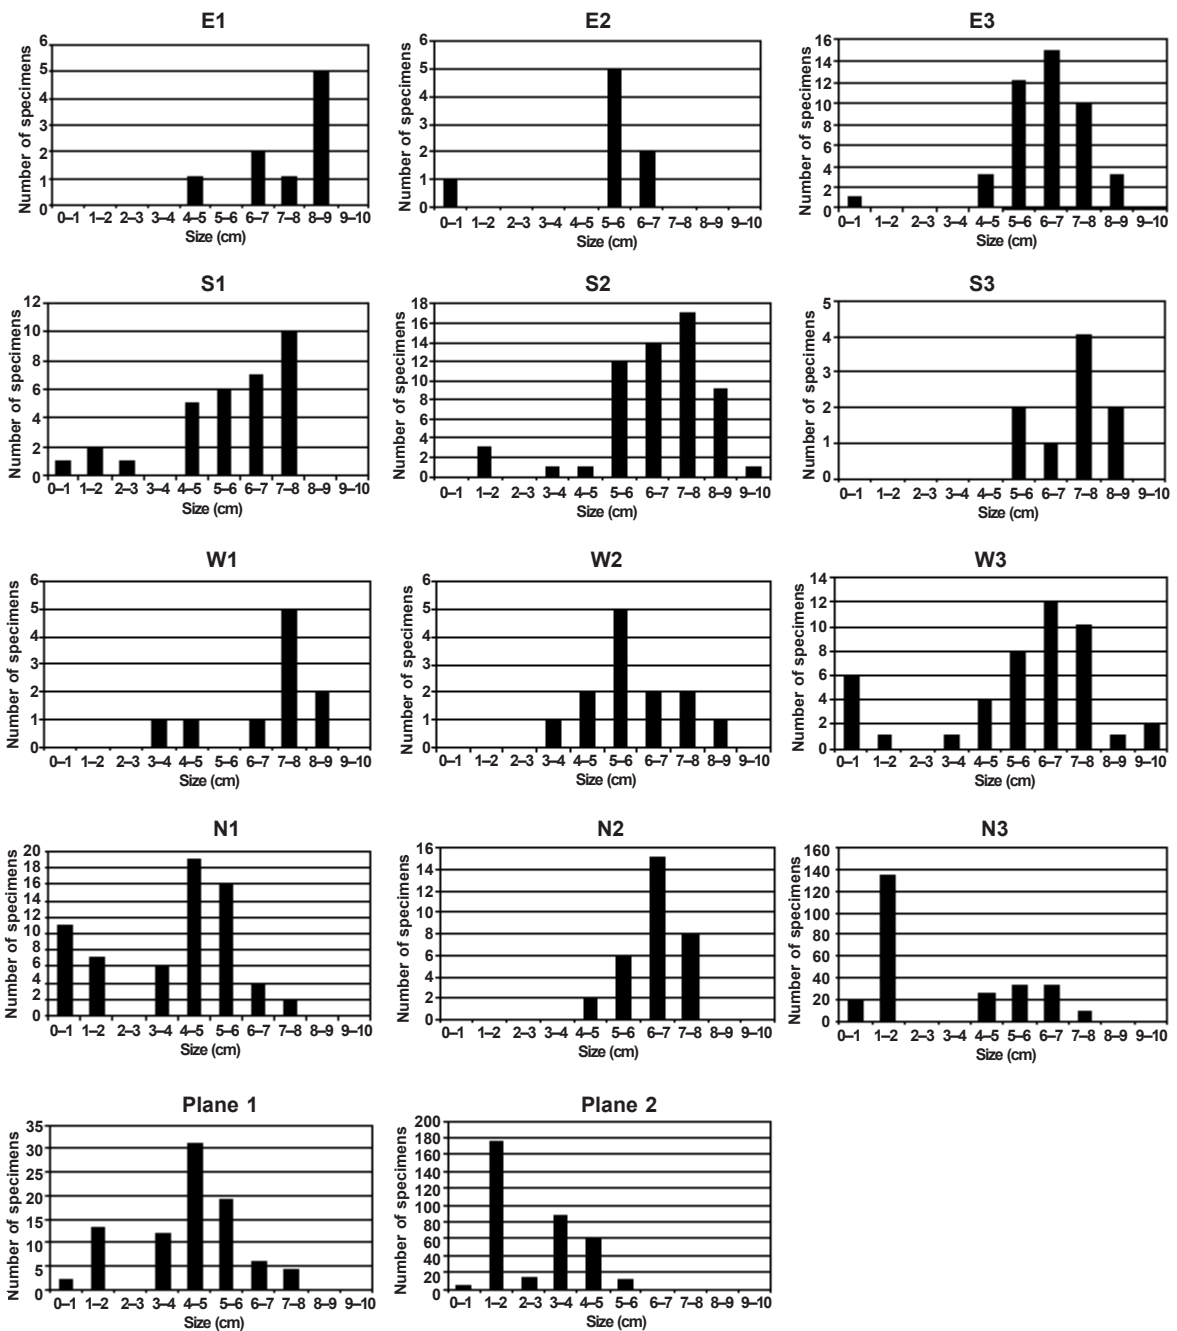 E1
Number of specimens
6
5
4
3
2
1
0
0–1 1–2 2–3 3–4 4–5 5–6 6–7 7–8 8–9 9–10
Size (cm)
E2
Number of specimens
6
5
4
3
2
1
0
0–1 1–2 2–3 3–4 4–5 5–6 6–7 7–8 8–9 9–10
Size (cm)
E3
Number of specimens
16
14
12
10
8
6
4
2
0
0–1 1–2 2–3 3–4 4–5 5–6 6–7 7–8 8–9 9–10
Size (cm)
S1
Number of specimens
12
10
8
6
4
2
0
0–1 1–2 2–3 3–4 4–5 5–6 6–7 7–8 8–9 9–10
Size (cm)
S2
Number of specimens
18
16
14
12
10
8
6
4
2
0
0–1 1–2 2–3 3–4 4–5 5–6 6–7 7–8 8–9 9–10
Size (cm)
S3
Number of specimens
5
4
3
2
1
0
0–1 1–2 2–3 3–4 4–5 5–6 6–7 7–8 8–9 9–10
Size (cm)
W1
Number of specimens
6
5
4
3
2
1
0
0–1 1–2 2–3 3–4 4–5 5–6 6–7 7–8 8–9 9–10
Size (cm)
W2
Number of specimens
6
5
4
3
2
1
0
0–1 1–2 2–3 3–4 4–5 5–6 6–7 7–8 8–9 9–10
Size (cm)
W3
Number of specimens
14
12
10
8
6
4
2
0
0–1 1–2 2–3 3–4 4–5 5–6 6–7 7–8 8–9 9–10
Size (cm)
N1
Number of specimens
20
18
16
14
12
10
8
6
4
2
0
0–1 1–2 2–3 3–4 4–5 5–6 6–7 7–8 8–9 9–10
Size (cm)
N2
Number of specimens
16
14
12
10
8
6
4
2
0
0–1 1–2 2–3 3–4 4–5 5–6 6–7 7–8 8–9 9–10
Size (cm)
N3
Number of specimens
160
140
120
100
80
60
40
20
0
0–1 1–2 2–3 3–4 4–5 5–6 6–7 7–8 8–9 9–10
Size (cm)
Plane 1
Number of specimens
35
30
25
20
15
10
5
0
0–1 1–2 2–3 3–4 4–5 5–6 6–7 7–8 8–9 9–10
Size (cm)
Plane 2
Number of specimens
200
180
160
140
120
100
80
60
40
20
0
0–1 1–2 2–3 3–4 4–5 5–6 6–7 7–8 8–9 9–10
Size (cm)